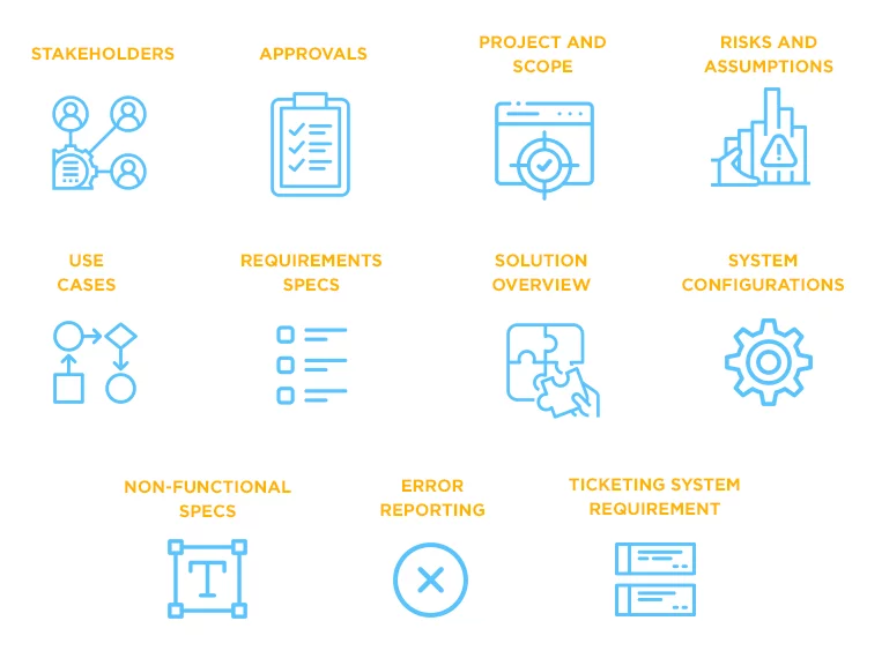 STAKEHOLDERS
APPROVALS
PROJECT AND
SCOPE
RISKS AND
ASSUMPTIONS
USE
CASES
REQUIREMENTS
SPECS
SOLUTION
OVERVIEW
SYSTEM
CONFIGURATIONS
NON-FUNCTIONAL
SPECS
T
ERROR
REPORTING
TICKETING SYSTEM
REQUIREMENT